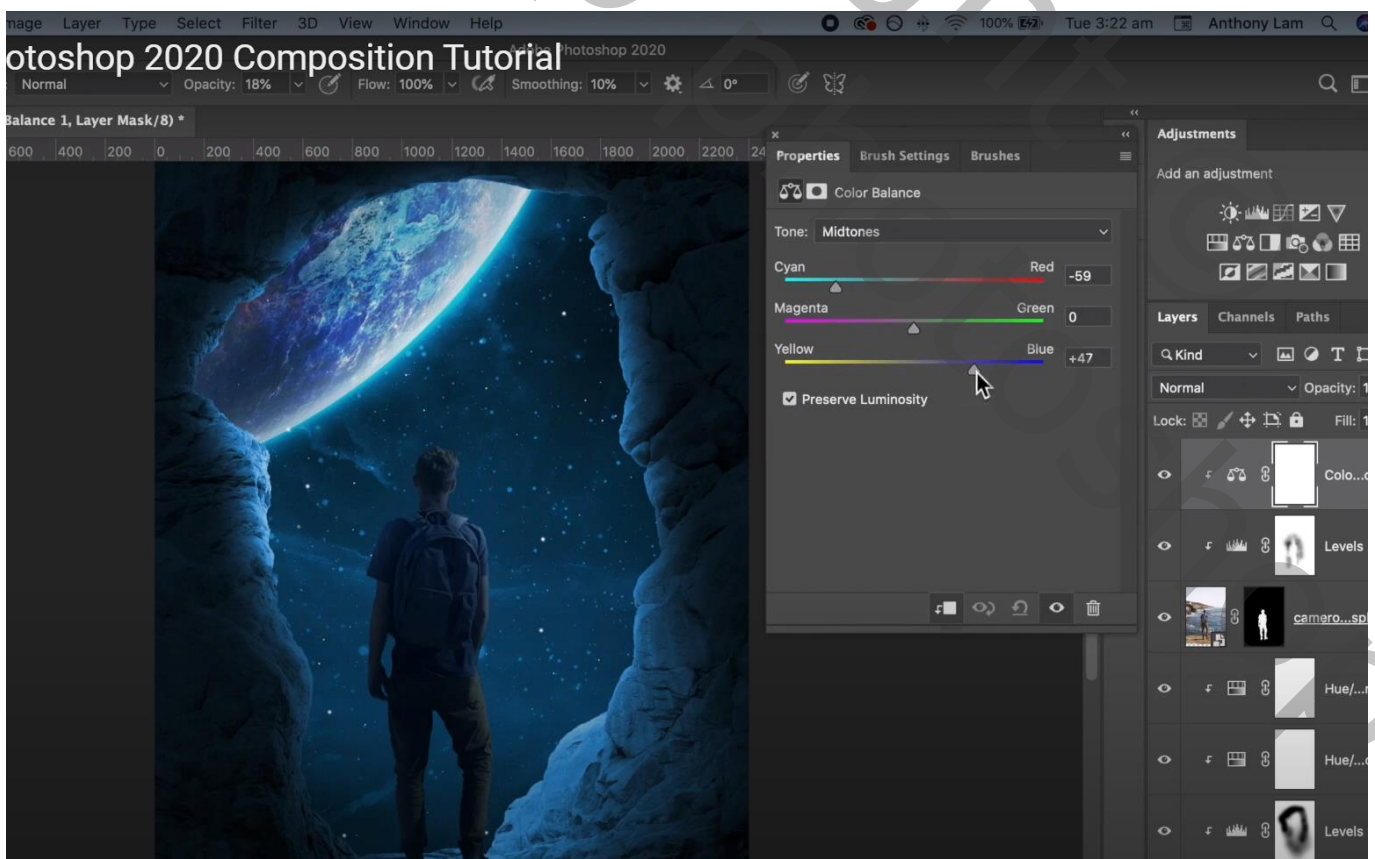 mage Layer Type Select Filter 3D View Window Help 100% Tue 3:22 am Anthony Lam
otoshop 2020 Composition Tutorial
Adobe Photoshop 2020
Normal Opacity: 18% Flow: 100% Smoothing: 10% 0°
Balance 1, Layer Mask/8) *
600 400 200 0 200 400 600 800 1000 1200 1400 1600 1800 2000 2200 24
Properties Brush Settings Brushes
Color Balance
Tone: Midtones
Cyan Red -59
Magenta Green 0
Yellow Blue +47
Preserve Luminosity
Adjustments
Add an adjustment
Layers Channels Paths
Kind
Normal Opacity: 1
Lock: Fill: 1
Colo...c
Levels
camero...spl
Hue/...r
Hue/...c
Levels